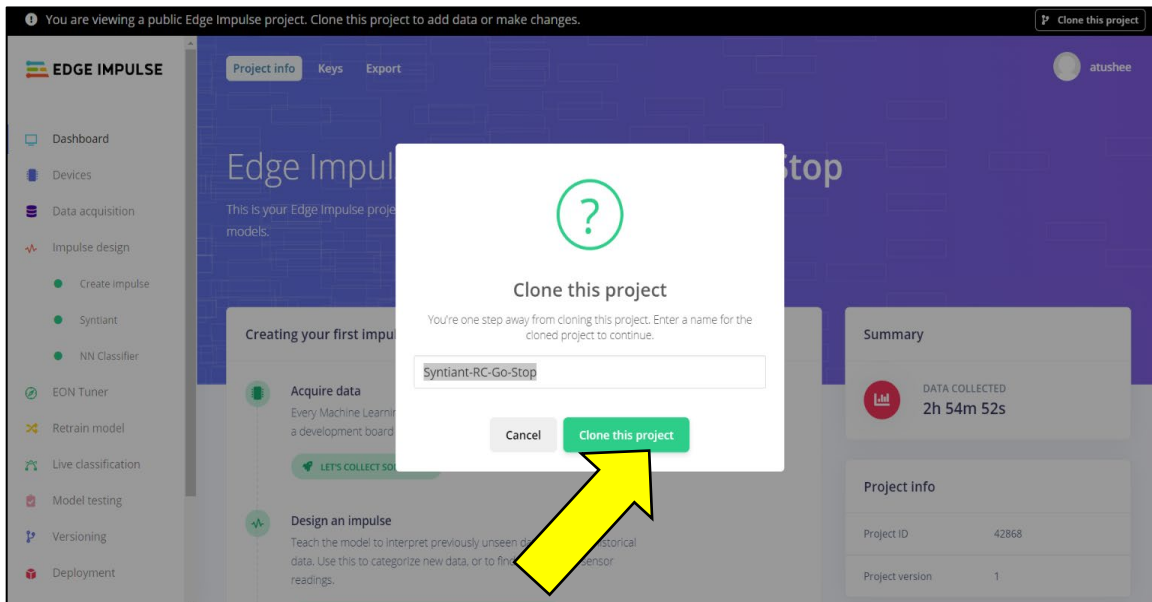 You are viewing a public Edge Impulse project. Clone this project to add data or make changes.
Clone this project
EDGE IMPULSE
Project info
Keys
Export
atushee
Dashboard
Devices
Data acquisition
Impulse design
Create impulse
Syntiant
NN Classifier
EON Tuner
Retrain model
Live classification
Model testing
Versioning
Deployment
Edge Impul
Stop
This is your Edge Impulse proje
models.
?
Clone this project
You're one step away from cloning this project. Enter a name for the
cloned project to continue.
Syntiant-RC-Go-Stop
Cancel
Clone this project
Creating your first impu
Acquire data
Every Machine Learnin
a development board
LET'S COLLECT SO
Design an impulse
Teach the model to interpret previously unseen
data. Use this to categorize new data, or to
sensor
readings.
Summary
DATA COLLECTED
2h 54m 52s
Project info
Project ID
42868
Project version
1